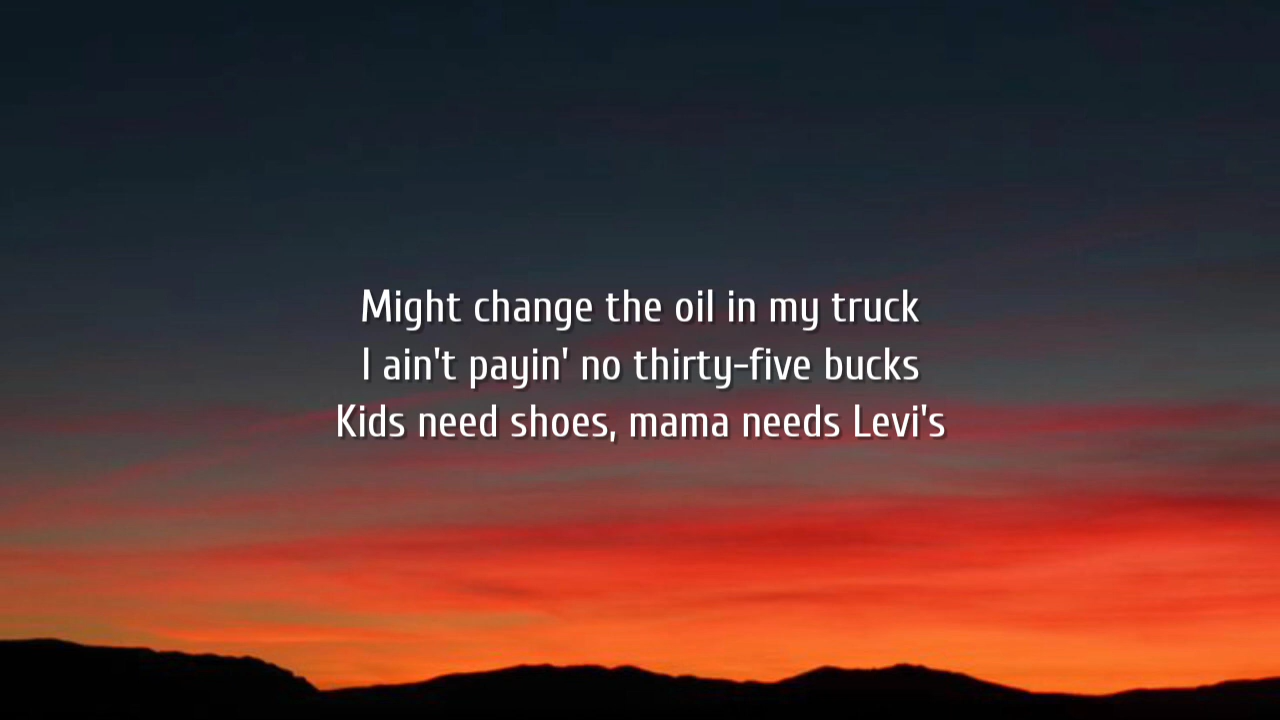 Might change the oil in my truck
I ain't payin' no thirty-five bucks
Kids need shoes, mama needs Levi's